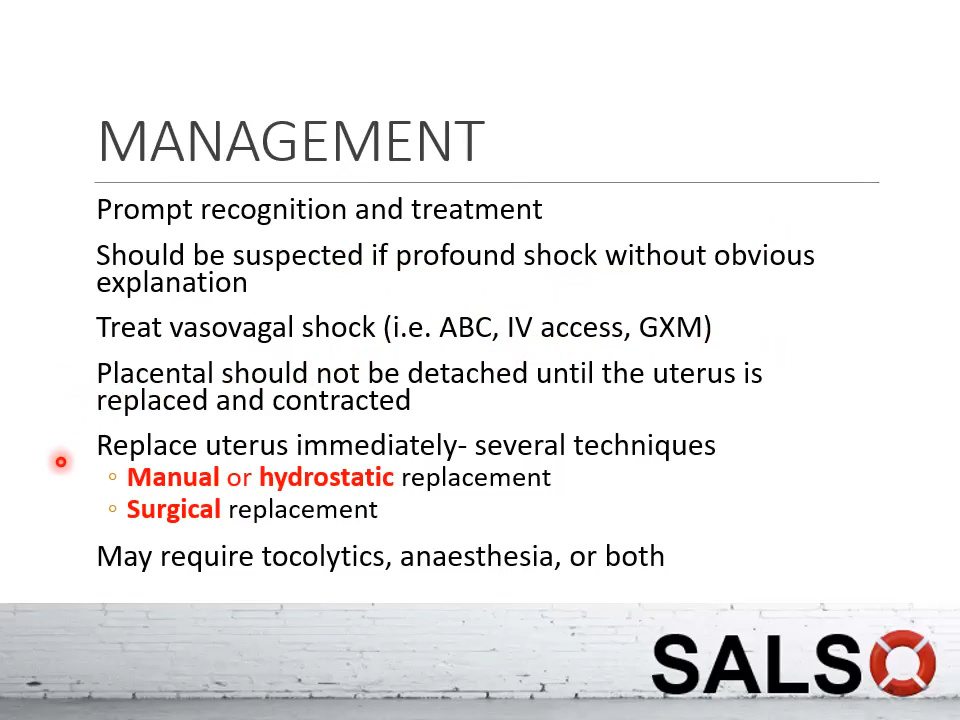 MANAGEMENT
Prompt recognition and treatment
Should be suspected if profound shock without obvious
explanation
Treat vasovagal shock (i.e. ABC, IV access, GXM)
Placental should not be detached until the uterus is
replaced and contracted
Replace uterus immediately- several techniques
◦ Manual or hydrostatic replacement
◦ Surgical replacement
May require tocolytics, anaesthesia, or both
SALSO